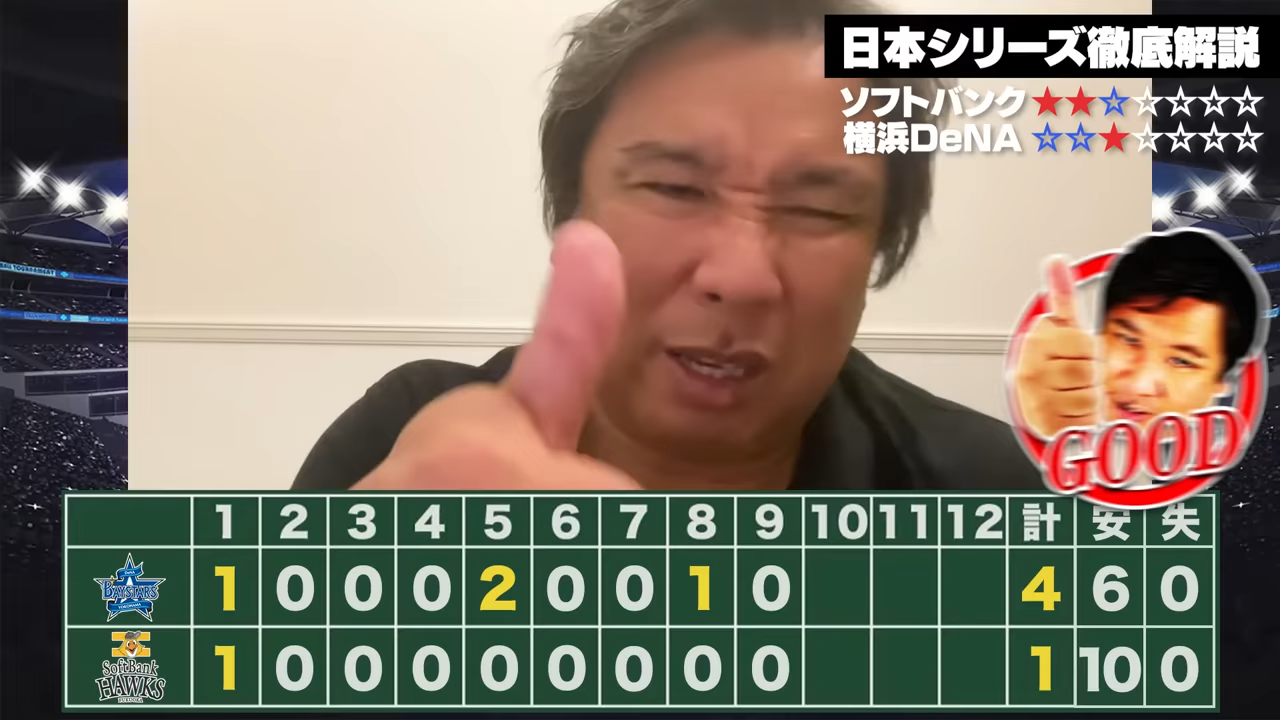 日本シリーズ徹底解説
ソフトバンク ★★☆☆☆☆☆
横浜DeNA ☆☆★☆☆☆☆
GOOD
1 2 3 4 5 6 7 8 9 10 11 12 計 安 失
BAYSTARS 1 0 0 0 2 0 0 1 0 4 6 0
SoftBank HAWKS 1 0 0 0 0 0 0 0 0 1 10 0